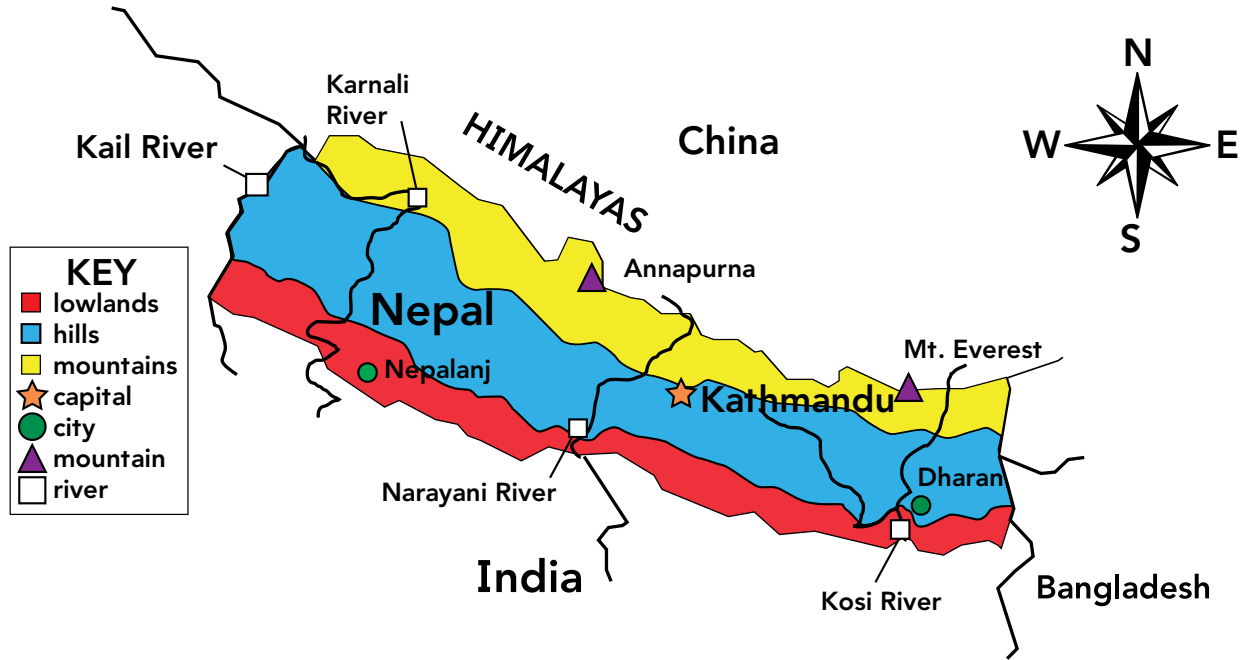 N
W
E
S
Karnali
River
Kail River
HIMALAYAS
China
Annapurna
KEY
lowlands
hills
mountains
capital
city
mountain
river
Nepal
Nepalanj
Mt. Everest
Kathmandu
Dharan
Narayani River
India
Kosi River
Bangladesh